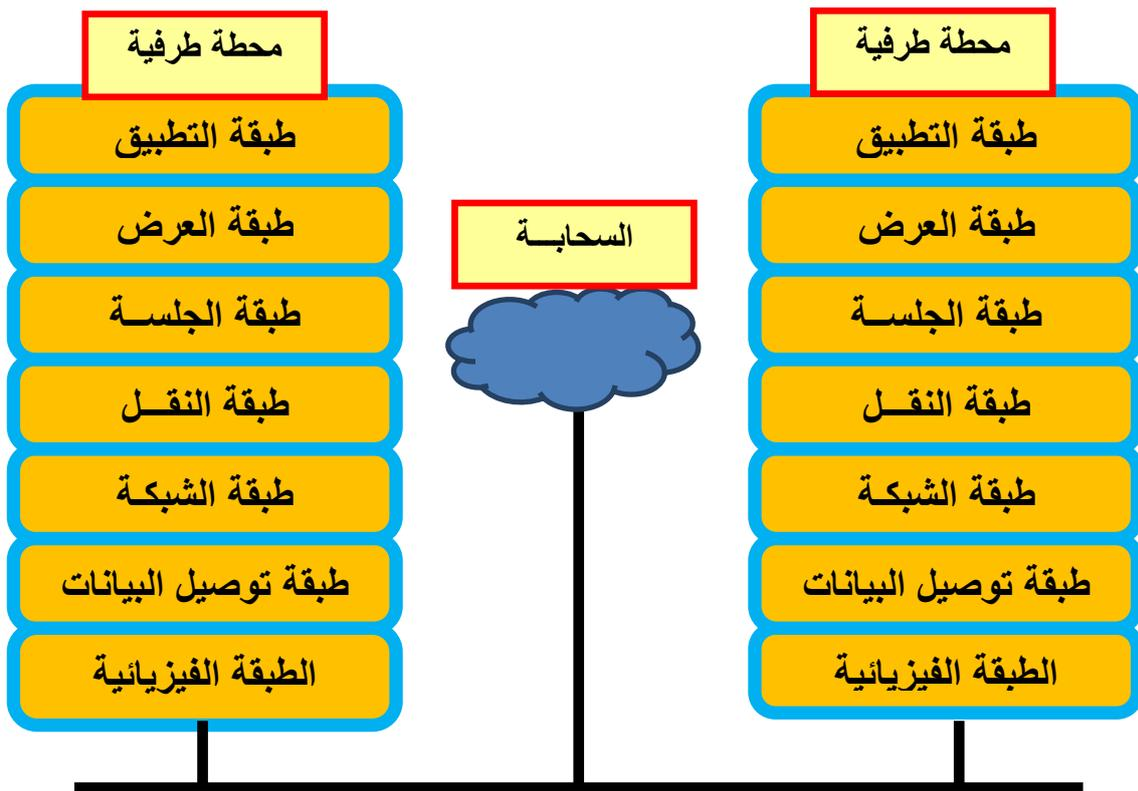 محطة طرفية
طبقة التطبيق
طبقة العرض
طبقة الجلســة
طبقة النقــل
طبقة الشبكـة
طبقة توصيل البيانات
الطبقة الفيزيائية
السحابــة
محطة طرفية
طبقة التطبيق
طبقة العرض
طبقة الجلســة
طبقة النقــل
طبقة الشبكـة
طبقة توصيل البيانات
الطبقة الفيزيائية